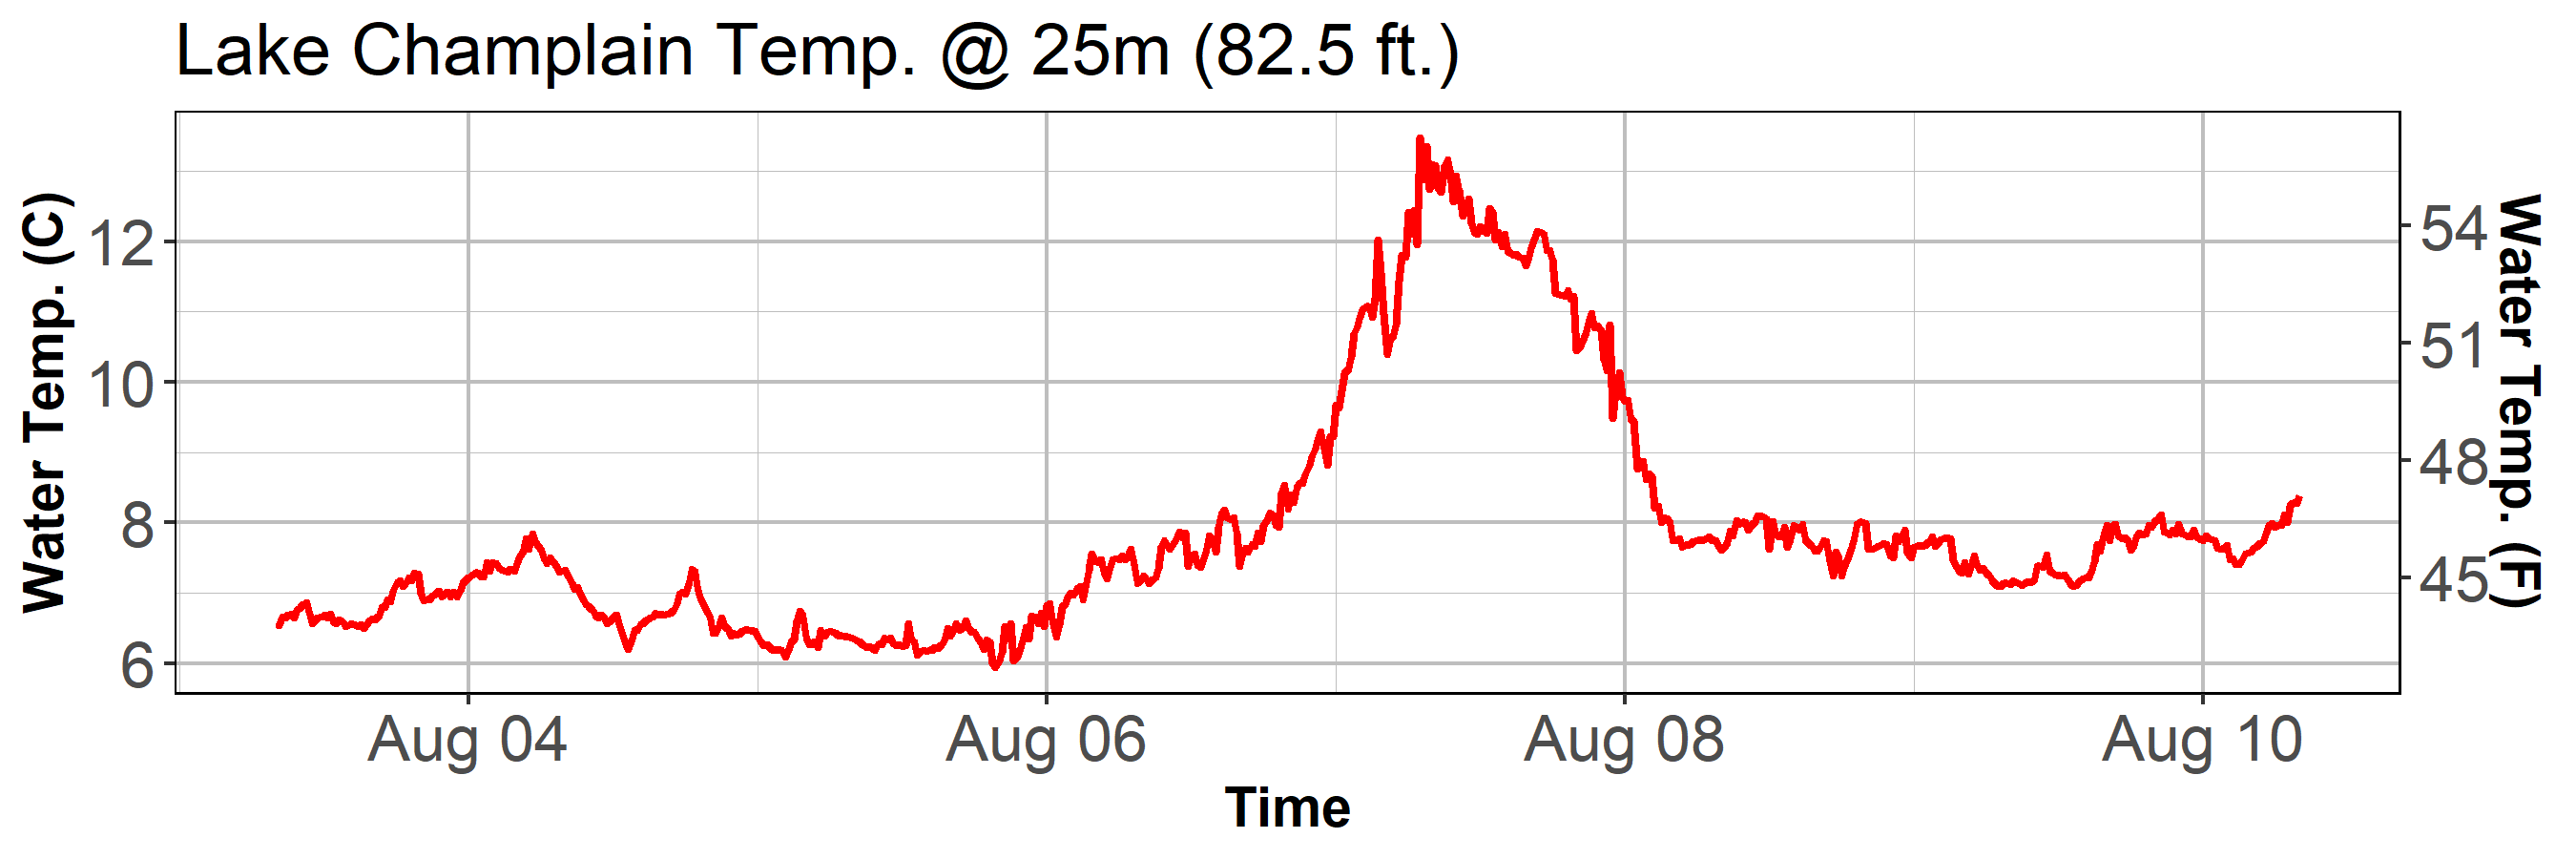 Lake Champlain Temp. @ 25m (82.5 ft.)
Water Temp. (C)
12
10
8
6
54
51
48
45
Water Temp. (F)
Aug 04
Aug 06
Aug 08
Aug 10
Time